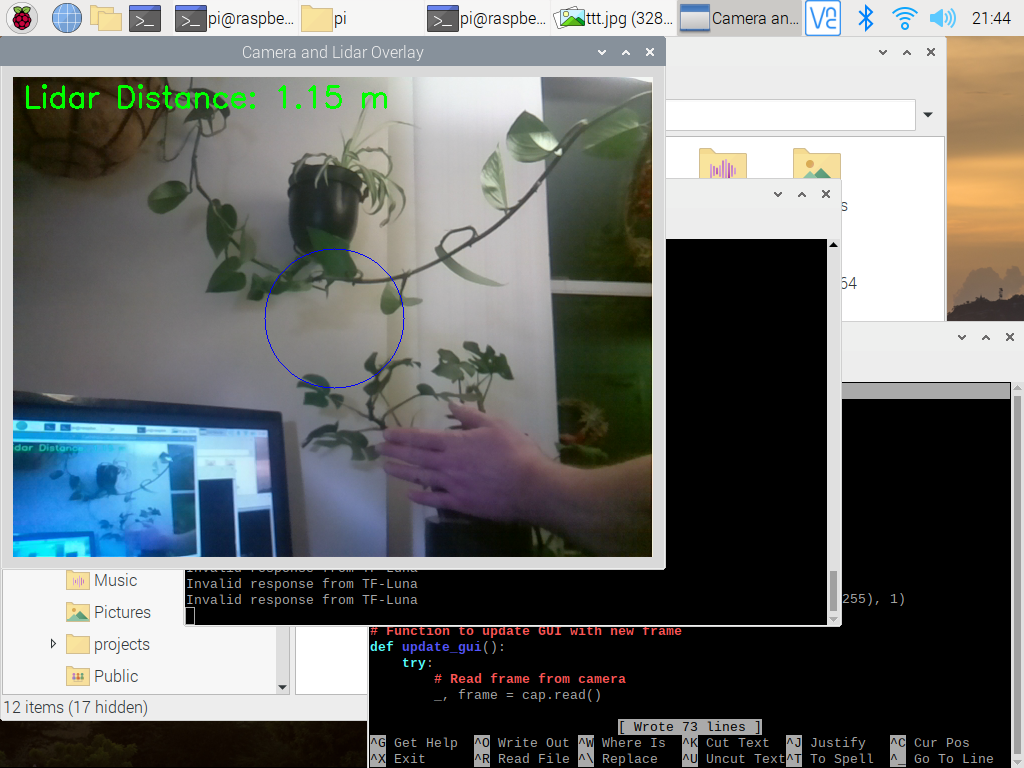 pi@raspbe...
pi
pi@raspbe...
ttt.jpg (328...
Camera an...
21:44
Camera and Lidar Overlay
Lidar Distance: 1.15 m
s
64
Invalid response from TF-Luna
Invalid response from TF-Luna
Invalid response from TF-Luna
255), 1)
Music
Pictures
projects
Public
12 items (17 hidden)
# Function to update GUI with new frame
def update_gui():
try:
# Read frame from camera
_, frame = cap.read()
[ Wrote 73 lines ]
^G Get Help ^O Write Out ^W Where Is ^K Cut Text ^J Justify ^C Cur Pos
^X Exit ^R Read File ^\ Replace ^U Uncut Text ^T To Spell ^_ Go To Line